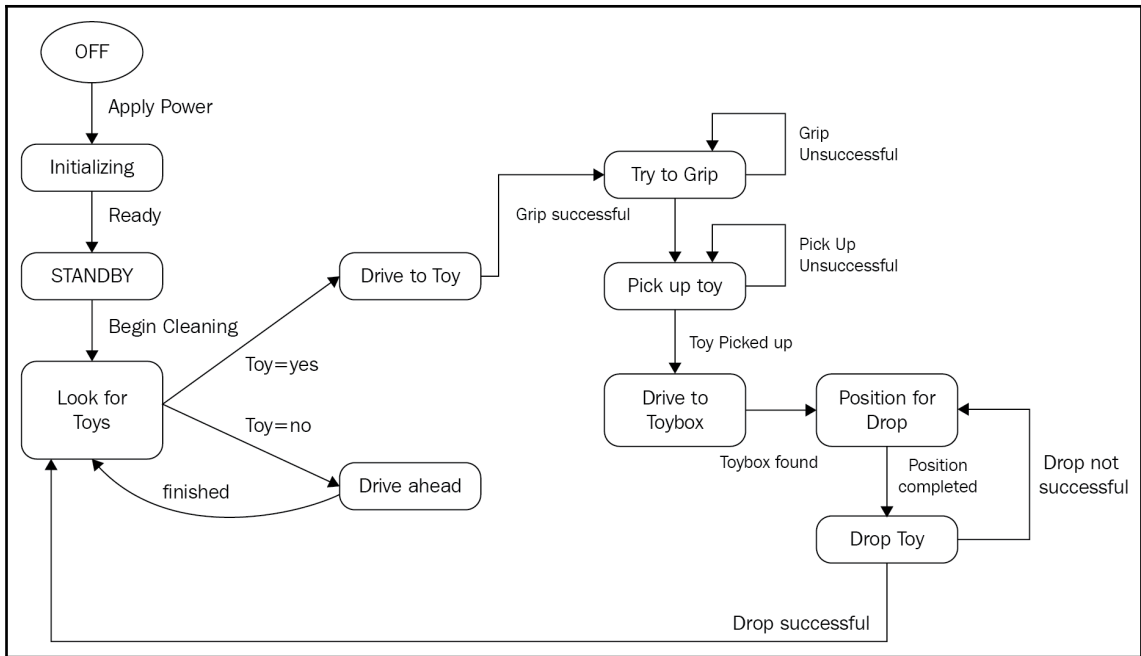 OFF
Apply Power
Initializing
Ready
STANDBY
Begin Cleaning
Look for
Toys
Toy=yes
Toy=no
Drive to Toy
Drive ahead
finished
Grip successful
Try to Grip
Grip
Unsuccessful
Pick up toy
Pick Up
Unsuccessful
Toy Picked up
Drive to
Toybox
Toybox found
Position for
Drop
Position
completed
Drop not
successful
Drop Toy
Drop successful